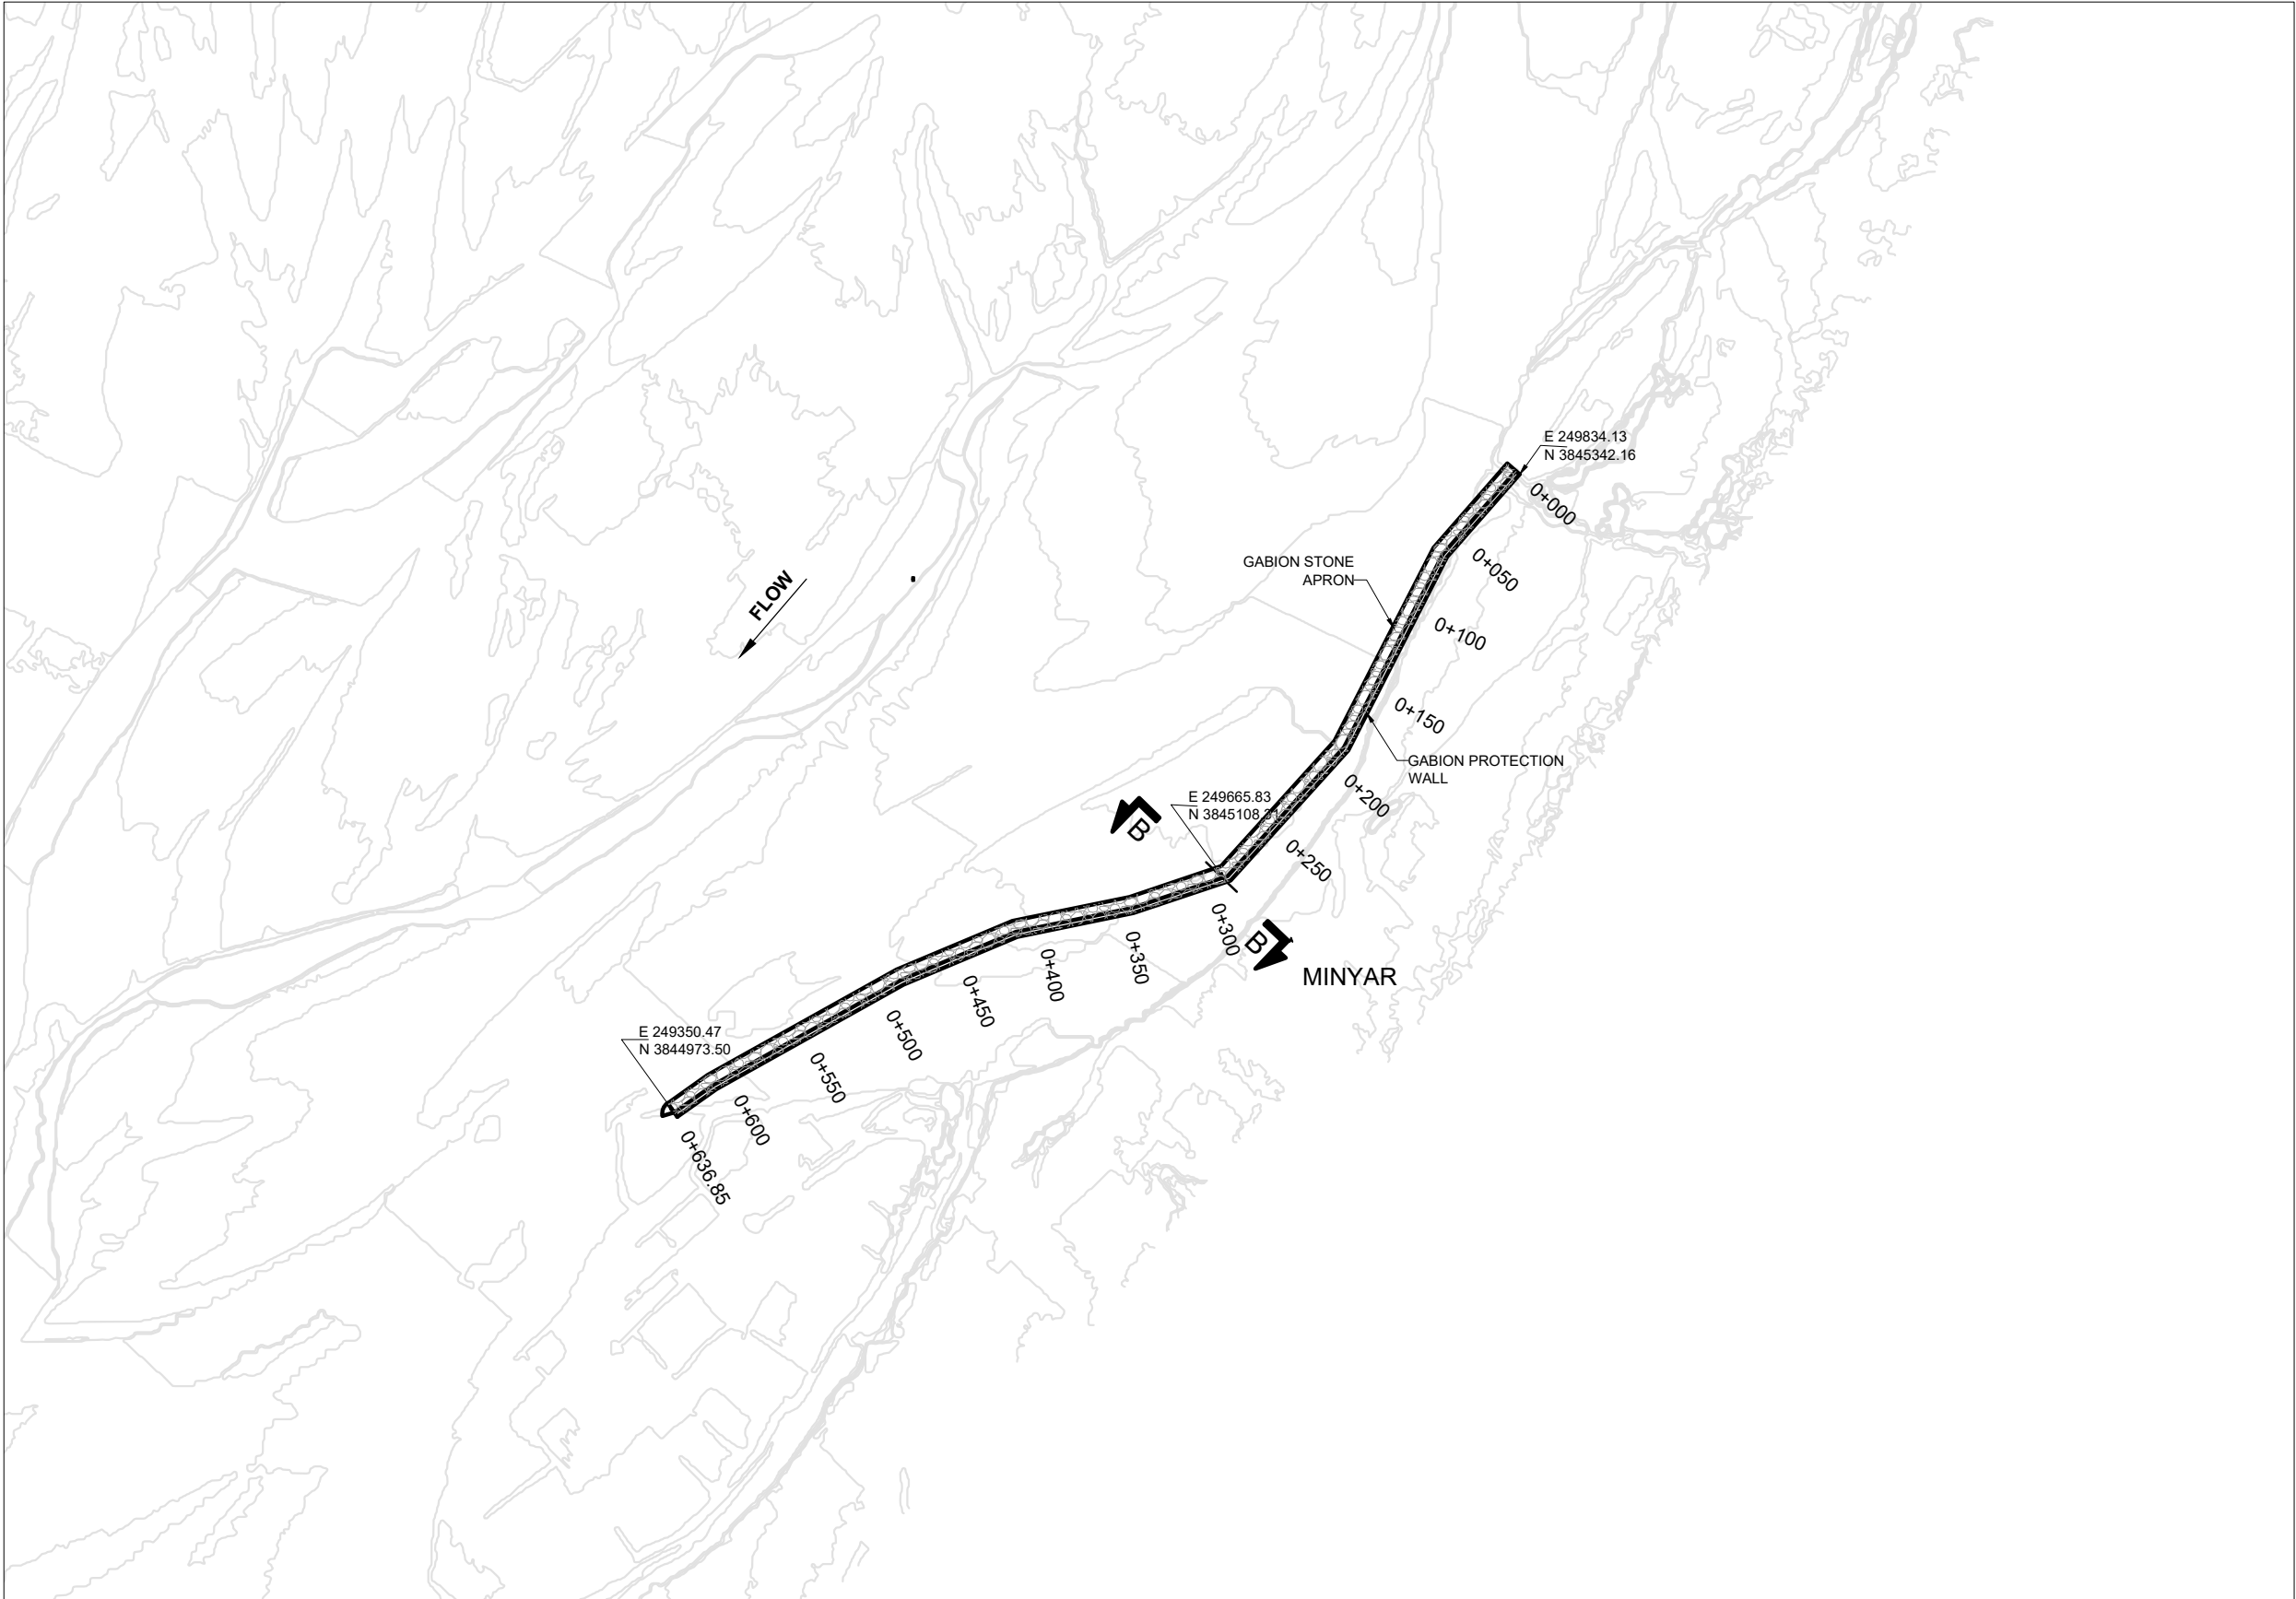 E 249834.13
N 3845342.16
0+000
0+050
GABION STONE
APRON
FLOW
0+100
0+150
GABION PROTECTION
WALL
0+200
E 249665.83
N 3845108.31
B
0+250
0+300
B
MINYAR
0+350
0+400
0+450
0+500
E 249350.47
N 3844973.50
0+550
0+600
0+636.85